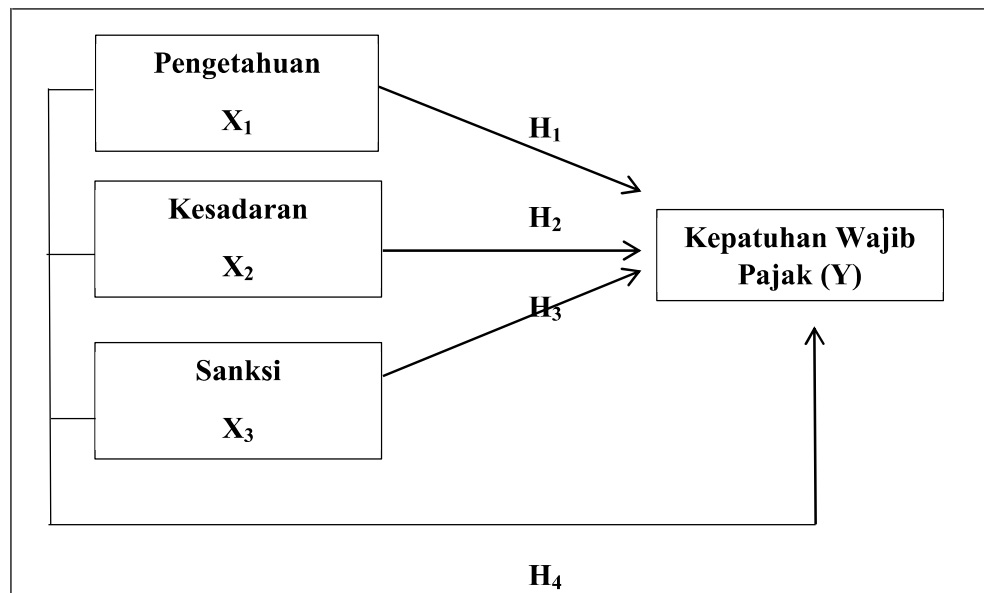 Pengetahuan
X₁
H₁
Kesadaran
X₂
H₂
Kepatuhan Wajib
Pajak (Y)
H₃
Sanksi
X₃
H₄